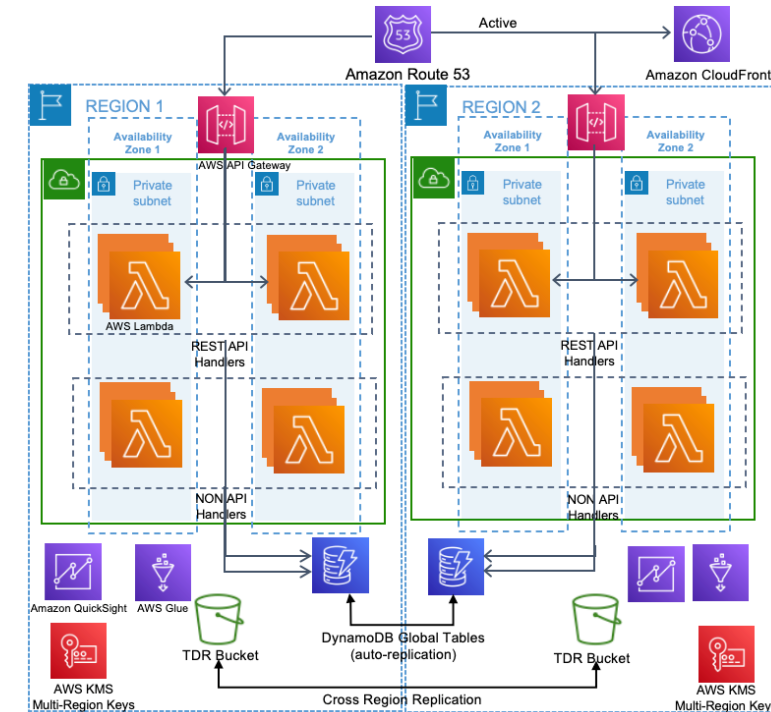 53
Active
Amazon Route 53
Amazon CloudFront
REGION 1
Availability
Zone 1
Availability
Zone 2
AWS API Gateway
Private
subnet
Private
subnet
AWS Lambda
REST API
Handlers
NON API
Handlers
Amazon QuickSight
AWS Glue
TDR Bucket
AWS KMS
Multi-Region Keys
REGION 2
Availability
Zone 1
Availability
Zone 2
Private
subnet
Private
subnet
REST API
Handlers
NON API
Handlers
DynamoDB Global Tables
(auto-replication)
TDR Bucket
AWS KMS
Multi-Region Key
Cross Region Replication